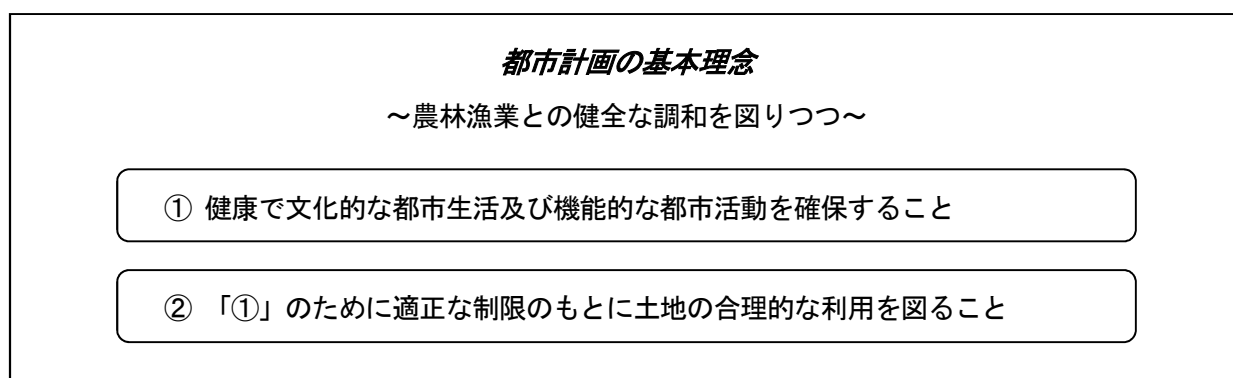 都市計画の基本理念
～農林漁業との健全な調和を図りつつ～
① 健康で文化的な都市生活及び機能的な都市活動を確保すること
② 「①」のために適正な制限のもとに土地の合理的な利用を図ること